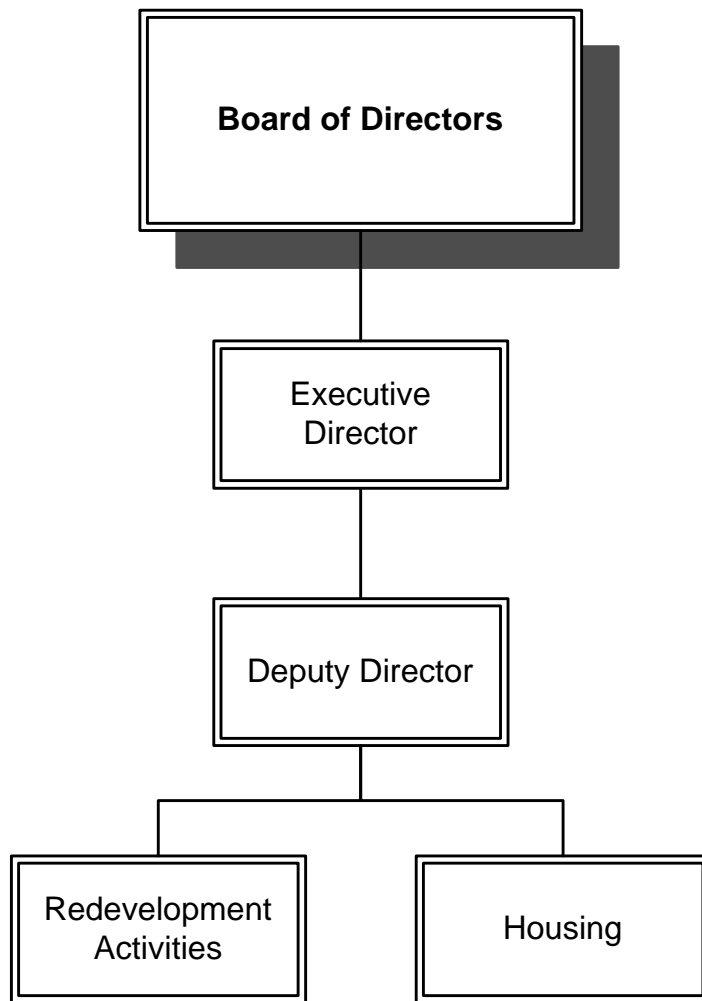 Board of Directors
Executive
Director
Deputy Director
Redevelopment
Activities
Housing